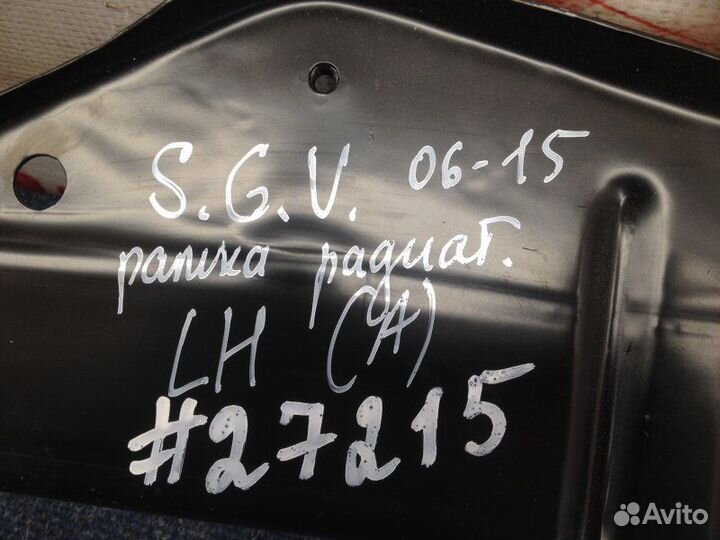 S.G.V. 06-15
рамка радиат.
LH (A)
#27215
Avito